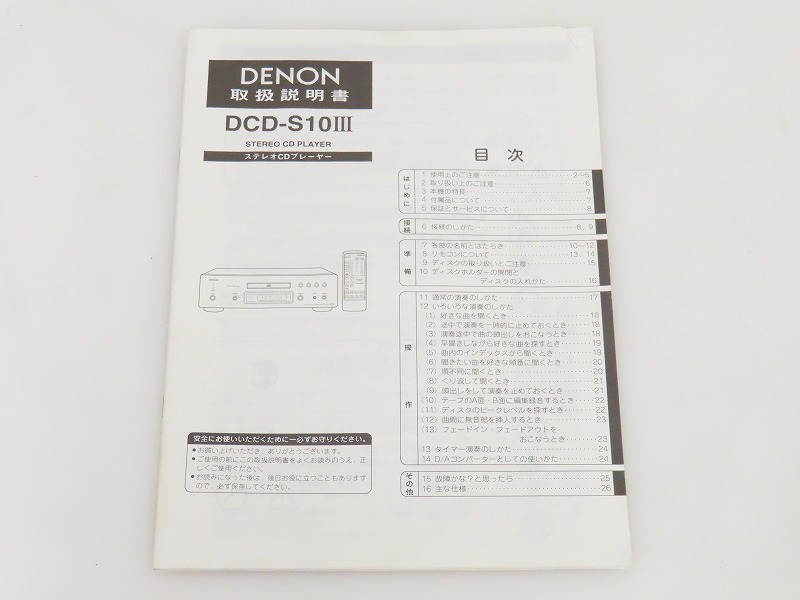 DENON
取扱説明書
DCD-S10III
STEREO CD PLAYER
ステレオCDプレーヤー
安全にお使いいただくために―必ずお守りください。
●お買い上げいただき、ありがとうございます。
●ご使用の前にこの取扱説明書をよくお読みのうえ、正
しくご使用ください。
●お読みになった後は、後日お役に立つこともあります
ので、必ず保存してください。
目次
はじめに
1 使用上のご注意 2〜5
2 取り扱い上のご注意 6
3 本機の特長 7
4 付属品について 7
5 保証とサービスについて 8
接続
6 接続のしかた 8, 9
準備
7 各部の名前とはたらき 10〜12
8 リモコンについて 13, 14
9 ディスクの取り扱いとご注意 15
10 ディスクホルダーの開閉と
ディスクの入れかた 16
操作
11 通常の演奏のしかた 17
12 いろいろな演奏のしかた
(1) 好きな曲を聞くとき 18
(2) 途中で演奏を一時的に止めておくとき 18
(3) 演奏途中で曲の頭出しをおこなうとき 18
(4) 早聞きしながら好きな曲を探すとき 19
(5) 曲内のインデックスから聞くとき 19
(6) 聞きたい曲を好きな順番に聞くとき 20
(7) 順不同に聞くとき 20
(8) くり返して聞くとき 21
(9) 頭出しをして演奏を止めておくとき 21
(10) テープのA面・B面に編集録音するとき 22
(11) ディスクのピークレベルを探すとき 22
(12) 曲間に無音部を挿入するとき 23
(13) フェードイン・フェードアウトを
おこなうとき 23
13 タイマー演奏のしかた 24
14 D/Aコンバーターとしての使いかた 24
その他
15 故障かな?と思ったら 25
16 主な仕様 26